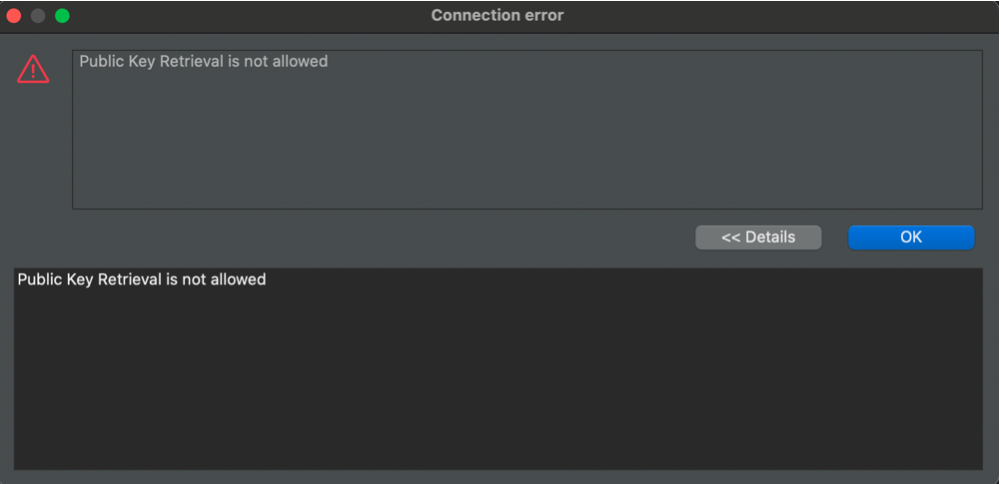 Connection error
Public Key Retrieval is not allowed
<< Details
OK
Public Key Retrieval is not allowed